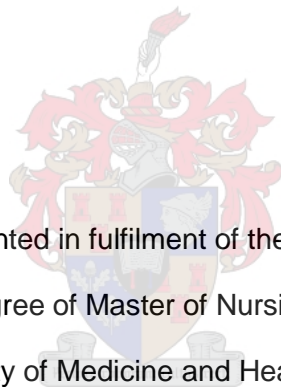 nted in fulfilment of the
gree of Master of Nursi
y of Medicine and Hea